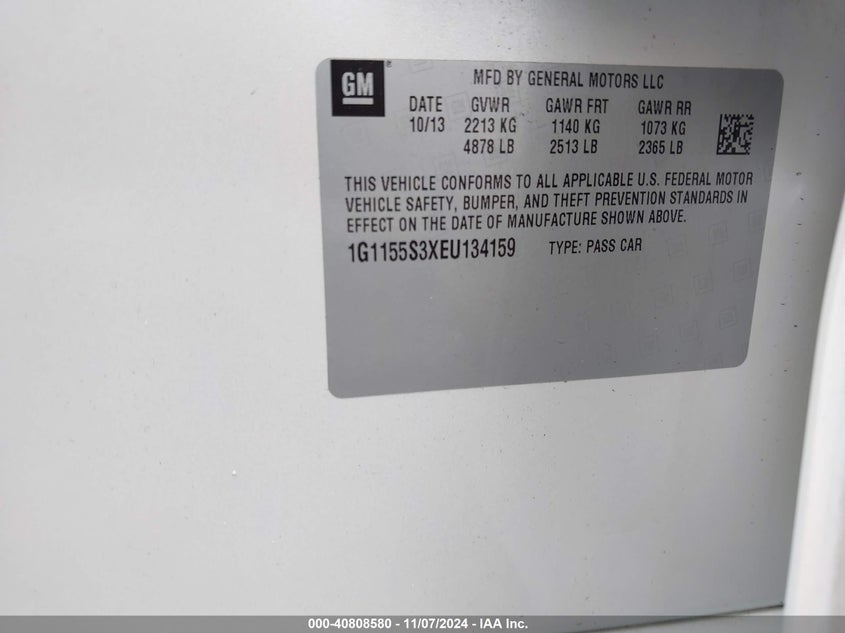 GM
MFD BY GENERAL MOTORS LLC
DATE GVWR GAWR FRT GAWR RR
10/13 2213 KG 1140 KG 1073 KG
4878 LB 2513 LB 2365 LB
THIS VEHICLE CONFORMS TO ALL APPLICABLE U.S. FEDERAL MOTOR
VEHICLE SAFETY, BUMPER, AND THEFT PREVENTION STANDARDS IN
EFFECT ON THE DATE OF MANUFACTURE SHOWN ABOVE.
1G1155S3XEU134159 TYPE: PASS CAR
000-40808580 - 11/07/2024 - IAA Inc.